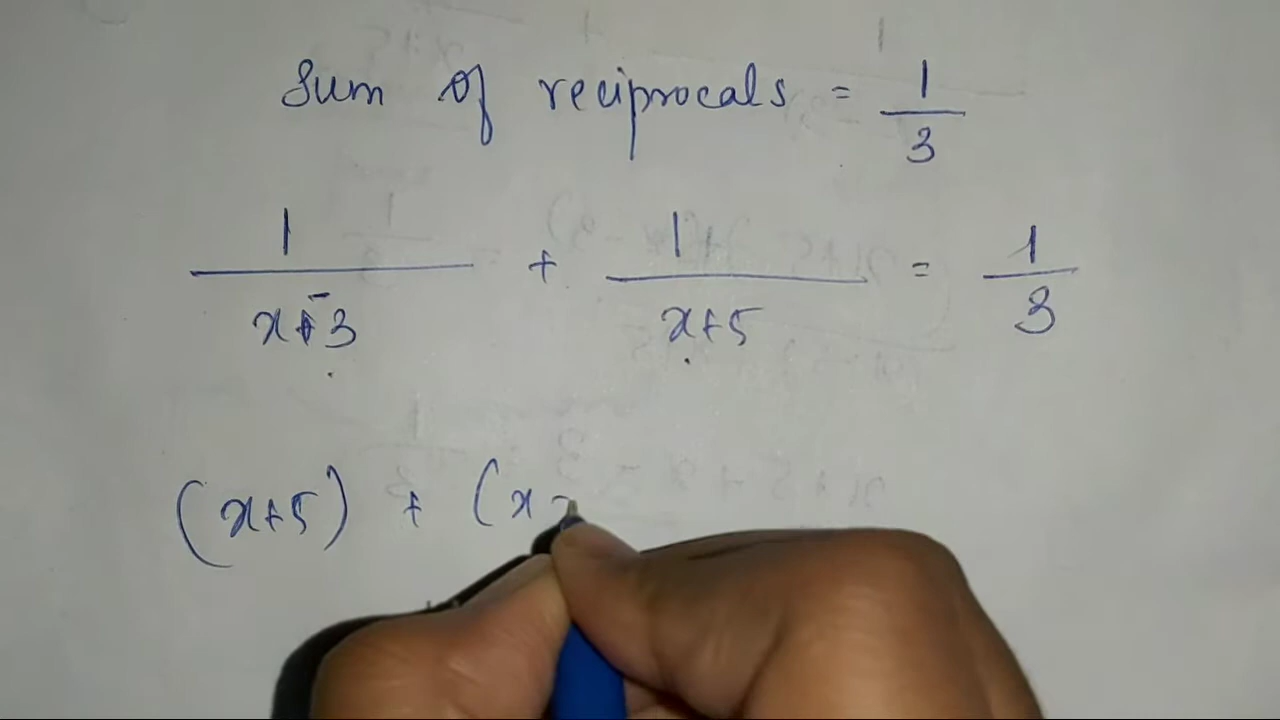 Sum of reciprocals = 1/3
1/(x-3) + 1/(x+5) = 1/3
(x+5) + (x -